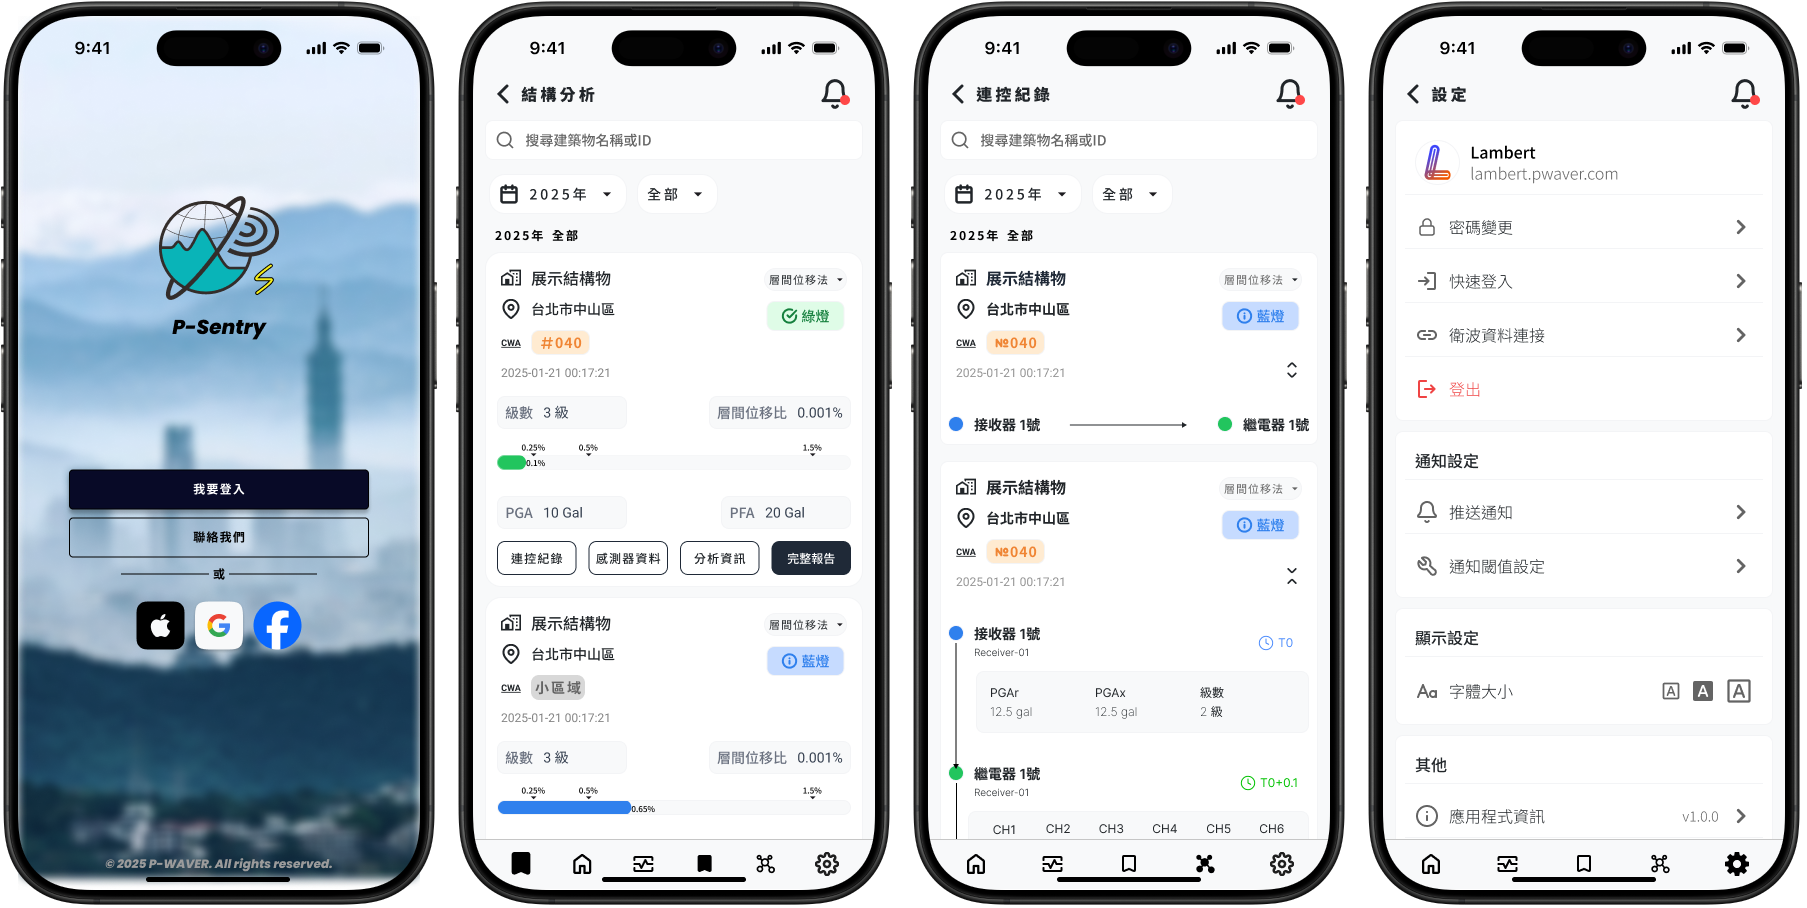 9:41
P-Sentry
我要登入
聯絡我們
或
© 2025 P-WAVER. All rights reserved.
9:41
結構分析
搜尋建築物名稱或ID
2025年
全部
2025年 全部
展示結構物
層間位移法
台北市中山區
綠燈
CWA
#040
2025-01-21 00:17:21
級數 3 級
層間位移比 0.001%
0.25% 0.5% 1.5%
0.1%
PGA 10 Gal
PFA 20 Gal
連控紀錄
感測器資料
分析資訊
完整報告
展示結構物
層間位移法
台北市中山區
藍燈
CWA
小區域
2025-01-21 00:17:21
級數 3 級
層間位移比 0.001%
0.25% 0.5% 1.5%
0.65%
9:41
連控紀錄
搜尋建築物名稱或ID
2025年
全部
2025年 全部
展示結構物
層間位移法
台北市中山區
藍燈
CWA
№040
2025-01-21 00:17:21
接收器 1號
繼電器 1號
展示結構物
層間位移法
台北市中山區
藍燈
CWA
№040
2025-01-21 00:17:21
接收器 1號
Receiver-01
T0
PGAr PGAx 級數
12.5 gal 12.5 gal 2 級
繼電器 1號
Receiver-01
T0+0.1
CH1 CH2 CH3 CH4 CH5 CH6
9:41
設定
Lambert
lambert.pwaver.com
密碼變更
快速登入
衛波資料連接
登出
通知設定
推送通知
通知閾值設定
顯示設定
Aa 字體大小
A A A
其他
應用程式資訊
v1.0.0